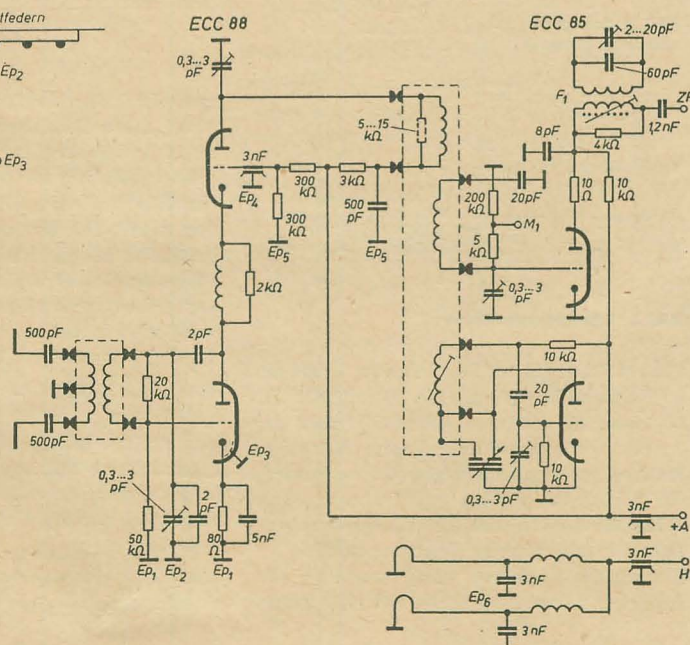 tfedern
Ep2
Ep3
ECC 88
0,3...3
pF
3nF
Ep4
300
kΩ
3kΩ
300
kΩ
500
pF
Ep5
Ep5
5...15
kΩ
2kΩ
500pF
500pF
2pF
20
kΩ
0,3...3
pF
2
pF
50
kΩ
80
Ω
5nF
Ep1
Ep2
Ep1
Ep3
ECC 85
2...20pF
60pF
F1
ZF
1,2nF
4kΩ
8pF
10
Ω
10
kΩ
200
kΩ
20pF
M1
5
kΩ
0,3...3
pF
10 kΩ
20
pF
10
kΩ
0,3...3pF
3nF
+A
3nF
H
3nF
Ep6
3nF